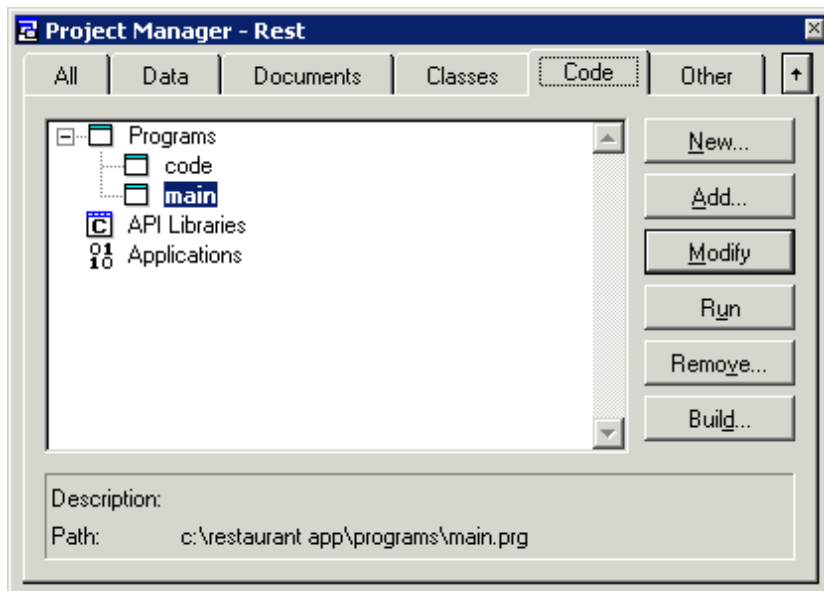 Project Manager - Rest
All Data Documents Classes Code Other
Programs
code
main
API Libraries
Applications
New...
Add...
Modify
Run
Remove...
Build...
Description:
Path: c:\restaurant app\programs\main.prg